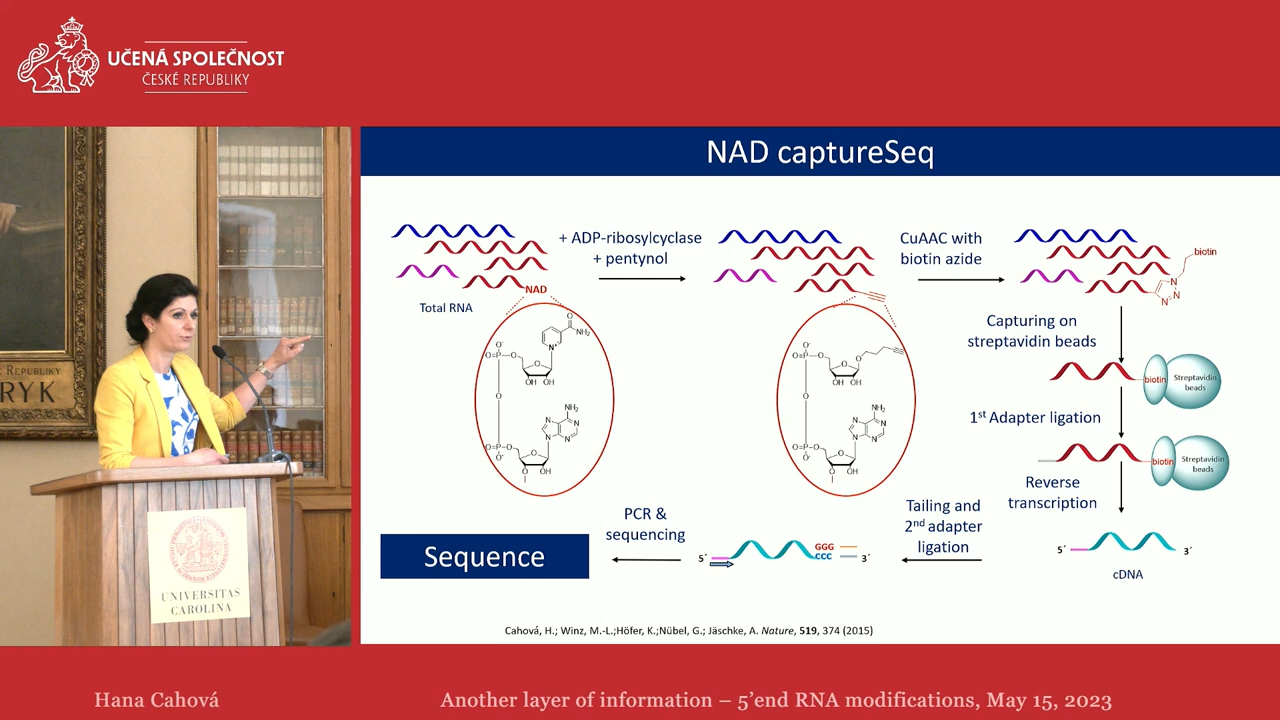 UČENÁ SPOLEČNOST
ČESKÉ REPUBLIKY
NAD captureSeq
+ ADP-ribosylcyclase
+ pentynol
CuAAC with
biotin azide
biotin
N
N
N
NAD
Total RNA
O
NH₂
N⁺
O⁻
O=P
O
O
OH OH
O
NH₂
N
N
N
N
O=P
O⁻
O
O
O OH
O⁻
O=P
O
O
O
OH OH
O
NH₂
N
N
N
N
O=P
O⁻
O
O
O OH
Capturing on
streptavidin beads
biotin
Streptavidin
beads
1st Adapter ligation
biotin
Streptavidin
beads
Reverse
transcription
5´ 3´
cDNA
Tailing and
2nd adapter
ligation
GGG
CCC
5´ 3´
PCR &
sequencing
Sequence
Cahová, H.; Winz, M.-L.;Höfer, K.;Nübel, G.; Jäschke, A. Nature, 519, 374 (2015)
REPUBLIKY
RYK
UNIVERSITAS
CAROLINA
Hana Cahová
Another layer of information – 5’end RNA modifications, May 15, 2023